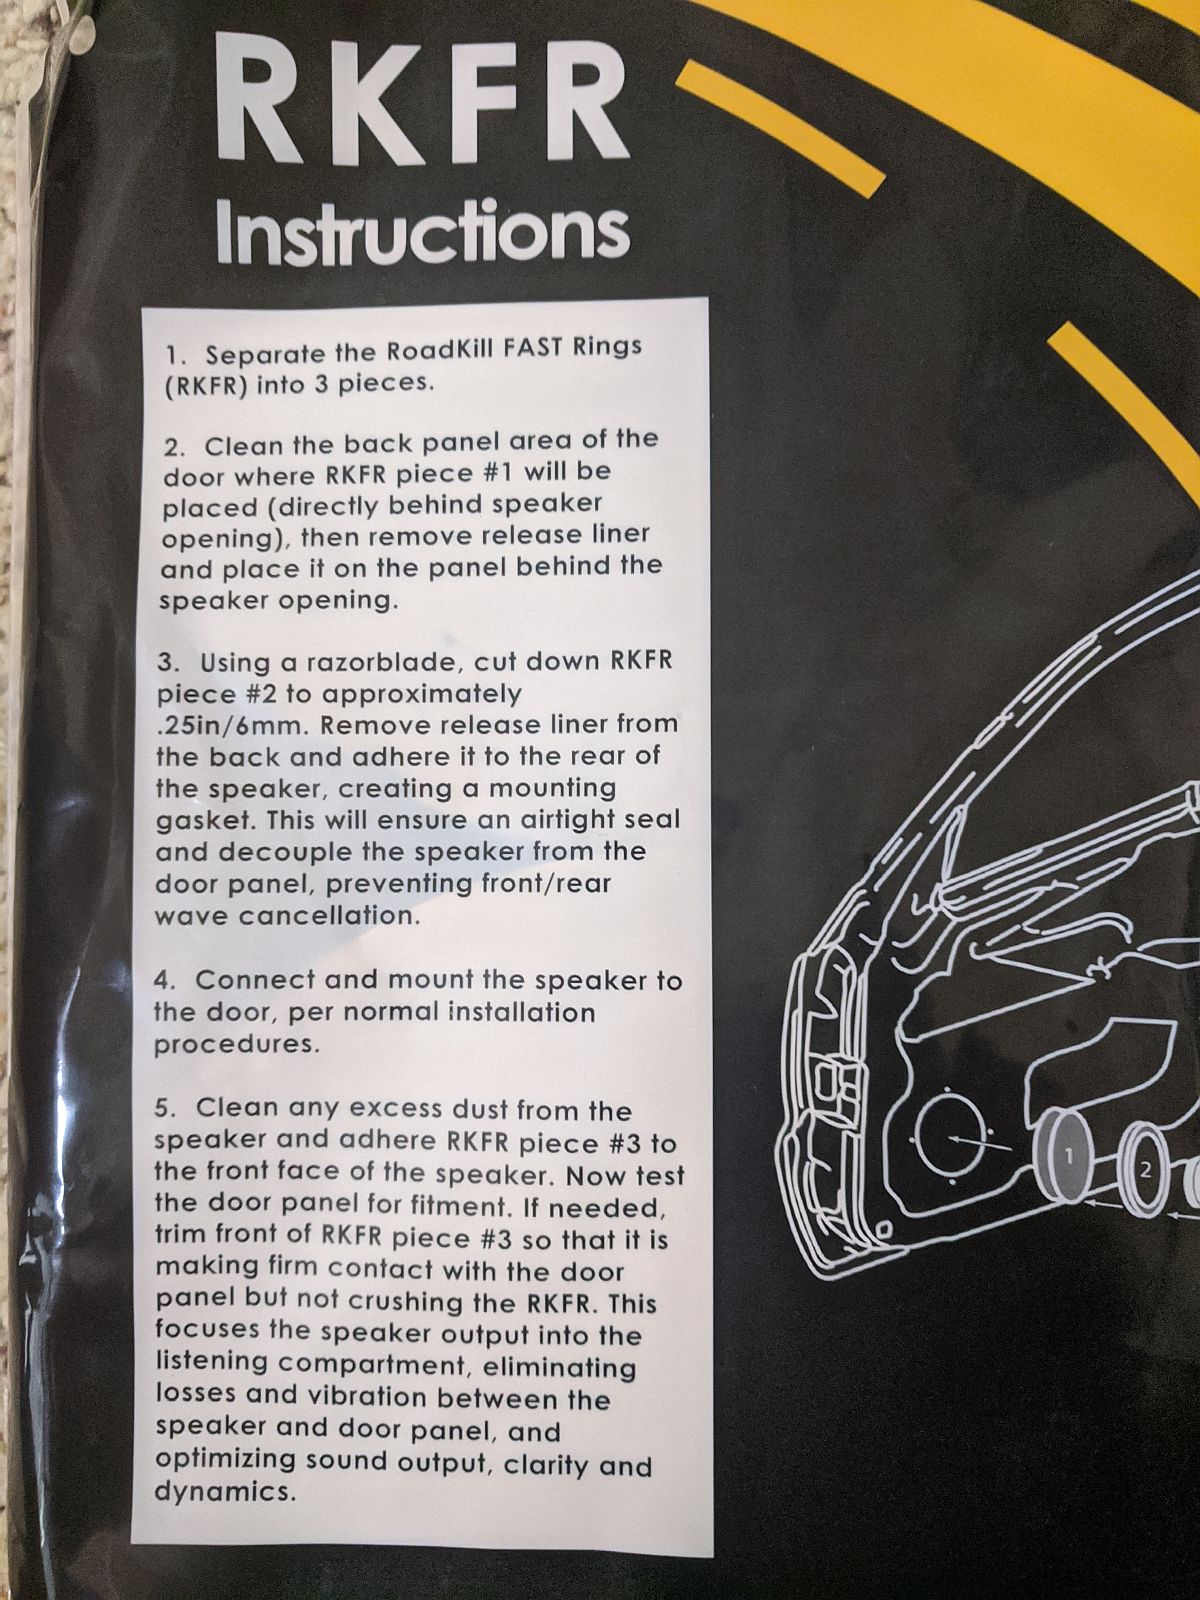 RKFR
Instructions
1. Separate the RoadKill FAST Rings
(RKFR) into 3 pieces.
2. Clean the back panel area of the
door where RKFR piece #1 will be
placed (directly behind speaker
opening), then remove release liner
and place it on the panel behind the
speaker opening.
3. Using a razorblade, cut down RKFR
piece #2 to approximately
.25in/6mm. Remove release liner from
the back and adhere it to the rear of
the speaker, creating a mounting
gasket. This will ensure an airtight seal
and decouple the speaker from the
door panel, preventing front/rear
wave cancellation.
4. Connect and mount the speaker to
the door, per normal installation
procedures.
5. Clean any excess dust from the
speaker and adhere RKFR piece #3 to
the front face of the speaker. Now test
the door panel for fitment. If needed,
trim front of RKFR piece #3 so that it is
making firm contact with the door
panel but not crushing the RKFR. This
focuses the speaker output into the
listening compartment, eliminating
losses and vibration between the
speaker and door panel, and
optimizing sound output, clarity and
dynamics.
1
2